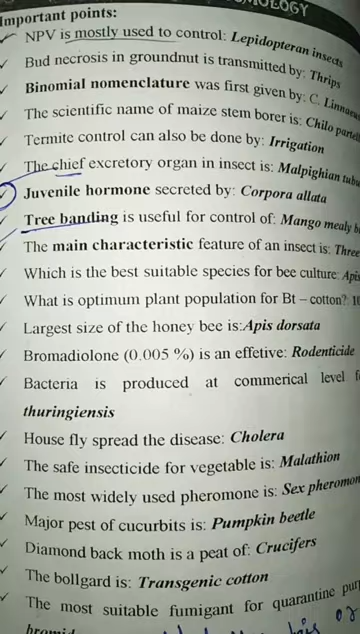 Important points:
NPV is mostly used to control: Lepidopteran insects
Bud necrosis in groundnut is transmitted by: Thrips
Binomial nomenclature was first given by: C.
The scientific name of maize stem borer is: Chilo
Termite control can also be done by: Irrigation
The chief excretory organ in insect is: Malpighian
Juvenile hormone secreted by: Corpora allata
Tree banding is useful for control of: Mango mealy
The main characteristic feature of an insect is: Three
Which is the best suitable species for bee culture: Apis
What is optimum plant population for Bt – cotton?:
Largest size of the honey bee is:Apis dorsata
Bromadiolone (0.005 %) is an effetive: Rodenticide
Bacteria is produced at commerical level
thuringiensis
House fly spread the disease: Cholera
The safe insecticide for vegetable is: Malathion
The most widely used pheromone is: Sex
Major pest of cucurbits is: Pumpkin beetle
Diamond back moth is a peat of: Crucifers
The bollgard is: Transgenic cotton
The most suitable fumigant for quarantine